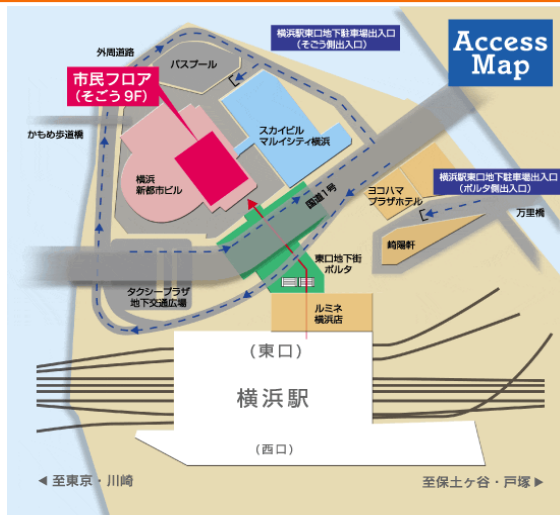 横浜駅東口地下駐車場出入口
(そごう側出入口)
Access
Map
外周道路
バスプール
市民フロア
(そごう9F)
スカイビル
マルイシティ横浜
かもめ歩道橋
横浜
新都市ビル
国道1号
横浜駅東口地下駐車場出入口
(ポルタ側出入口)
ヨコハマ
プラザホテル
万里橋
崎陽軒
東口地下街
ポルタ
タクシープラザ
地下交通広場
ルミネ
横浜店
(東口)
横浜駅
(西口)
◀ 至東京・川崎
至保土ヶ谷・戸塚 ▶